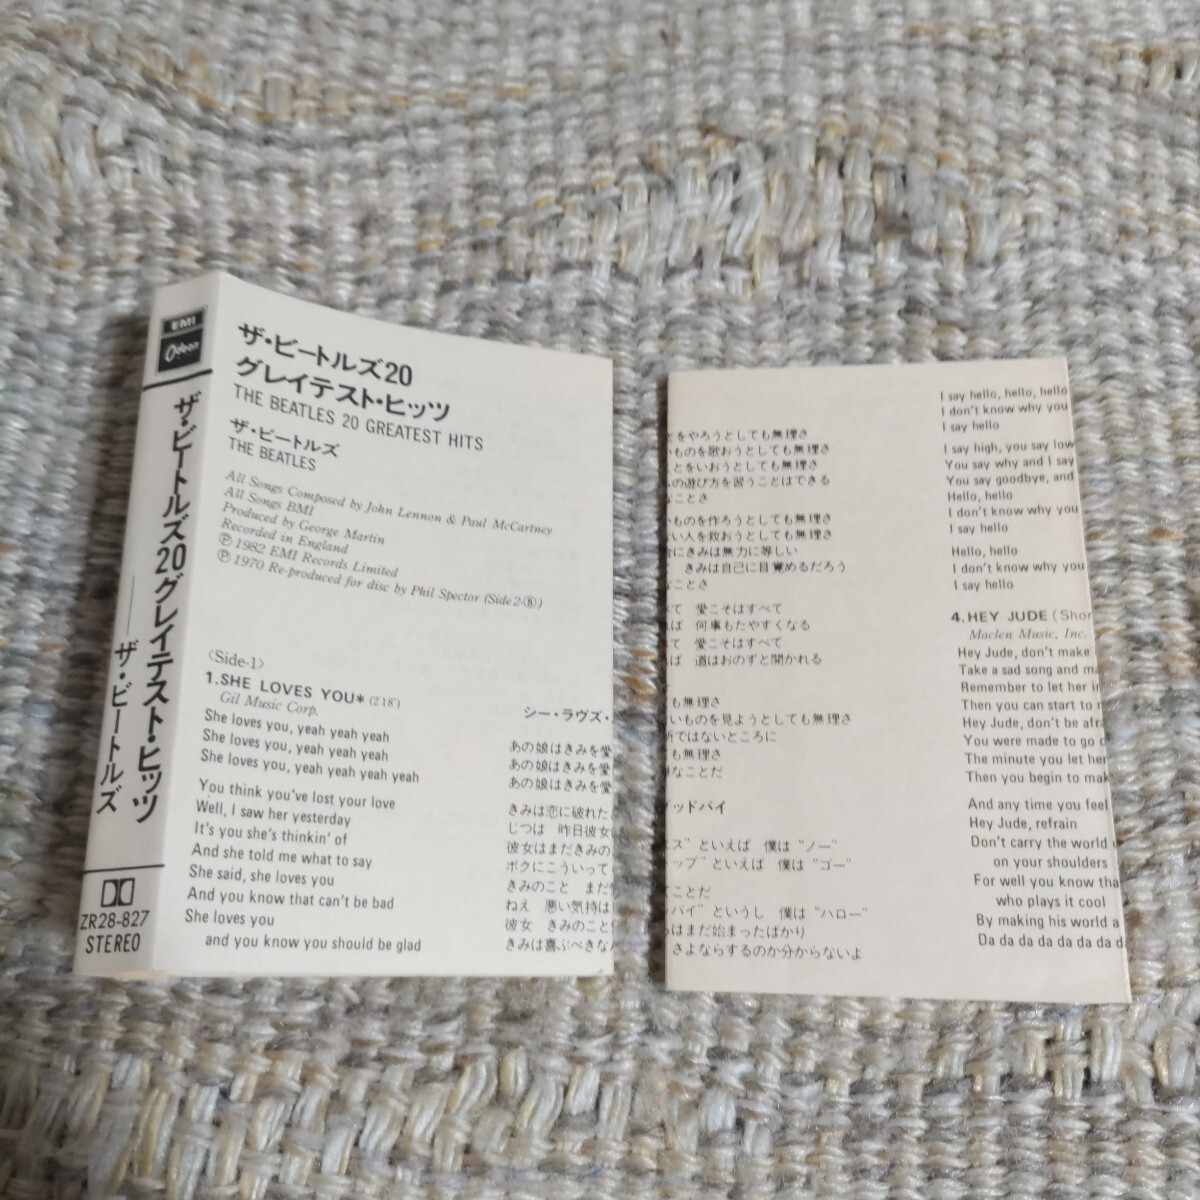 EMI
Odeon
ザ・ビートルズ20グレイテスト・ヒッツ
ザ・ビートルズ
ZR28-827
STEREO
ザ・ビートルズ20
グレイテスト・ヒッツ
THE BEATLES 20 GREATEST HITS
ザ・ビートルズ
THE BEATLES
All Songs Composed by John Lennon & Paul McCartney
All Songs BMI
Produced by George Martin
Recorded in England
Ⓟ1982 EMI Records Limited
Ⓟ1970 Re-produced for disc by Phil Spector (Side2-⑧)
〈Side-1〉
1.SHE LOVES YOU* (2'18")
Gil Music Corp.
She loves you, yeah yeah yeah
She loves you, yeah yeah yeah
She loves you, yeah yeah yeah yeah
You think you've lost your love
Well, I saw her yesterday
It's you she's thinkin' of
And she told me what to say
She said, she loves you
And you know that can't be bad
She loves you
and you know you should be glad
シー・ラヴズ・
あの娘はきみを愛
あの娘はきみを愛
あの娘はきみを愛
きみは恋に破れた
じつは 昨日彼女
彼女はまだきみの
ボクにこういって
きみのこと まだ
ねえ 悪い気持は
彼女 きみのこと
きみは喜ぶべきな
とをやろうとしても無理さ
ものを歌おうとしても無理さ
とをいおうとしても無理さ
の遊び方を習うことはできる
なことさ
ものを作ろうとしても無理さ
い人を救おうとしても無理さ
にきみは無力に等しい
きみは自己に目覚めるだろう
なことさ
て 愛こそはすべて
ば 何事もたやすくなる
て 愛こそはすべて
ば 道はおのずと開かれる
も無理さ
いものを見ようとしても無理さ
所ではないところに
も無理さ
なことだ
グッドバイ
ス"といえば 僕は"ノー"
ップ"といえば 僕は"ゴー"
ことだ
バイ"というし 僕は"ハロー"
はまだ始まったばかり
さよならするのか分からないよ
I say hello, hello, hello
I don't know why you
I say hello
I say high, you say low
You say why and I say
You say goodbye, and
Hello, hello
I don't know why you
I say hello
Hello, hello
I don't know why you
I say hello
4.HEY JUDE (Shor
Maclen Music, Inc.
Hey Jude, don't make
Take a sad song and ma
Remember to let her in
Then you can start to
Hey Jude, don't be afra
You were made to go
The minute you let her
Then you begin to mak
And any time you feel
Hey Jude, refrain
Don't carry the world
on your shoulders
For well you know tha
who plays it cool
By making his world a
Da da da da da da da d